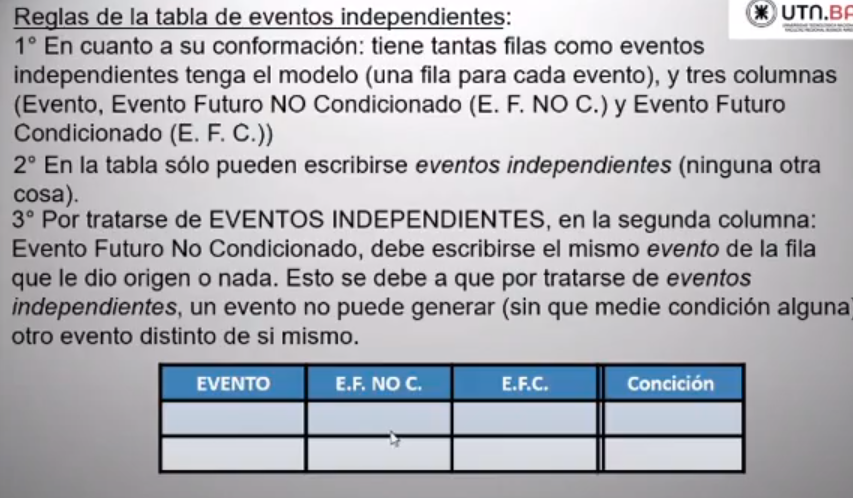 Reglas de la tabla de eventos independientes:
UTN.BA
1° En cuanto a su conformación: tiene tantas filas como eventos
independientes tenga el modelo (una fila para cada evento), y tres columnas
(Evento, Evento Futuro NO Condicionado (E. F. NO C.) y Evento Futuro
Condicionado (E. F. C.))
2° En la tabla sólo pueden escribirse eventos independientes (ninguna otra
cosa).
3° Por tratarse de EVENTOS INDEPENDIENTES, en la segunda columna:
Evento Futuro No Condicionado, debe escribirse el mismo evento de la fila
que le dio origen o nada. Esto se debe a que por tratarse de eventos
independientes, un evento no puede generar (sin que medie condición alguna)
otro evento distinto de si mismo.
EVENTO E.F. NO C. E.F.C. Concición